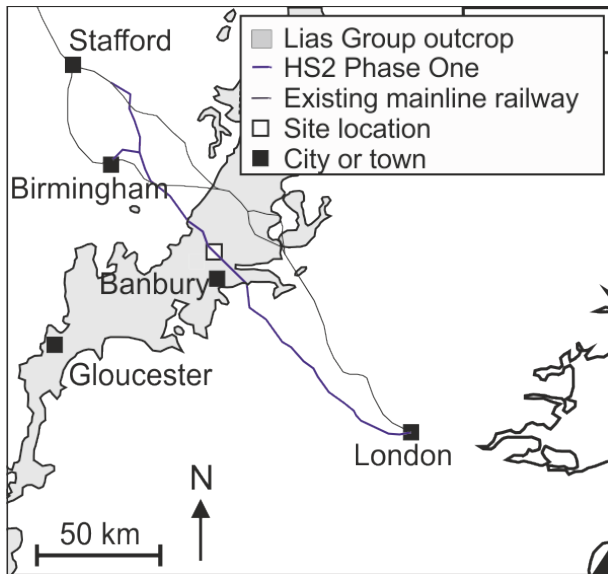 Stafford
Lias Group outcrop
HS2 Phase One
Existing mainline railway
Site location
City or town
Birmingham
Banbury
Gloucester
London
N
50 km